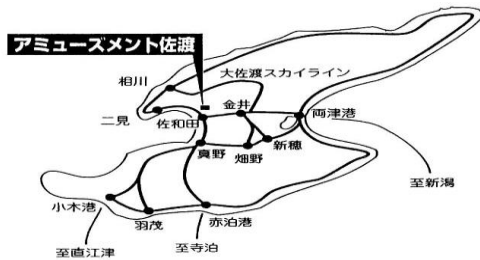 アミューズメント佐渡
相川
大佐渡スカイライン
二見
佐和田
金井
両津港
真野
畑野
新穂
至新潟
小木港
羽茂
赤泊港
至直江津
至寺泊